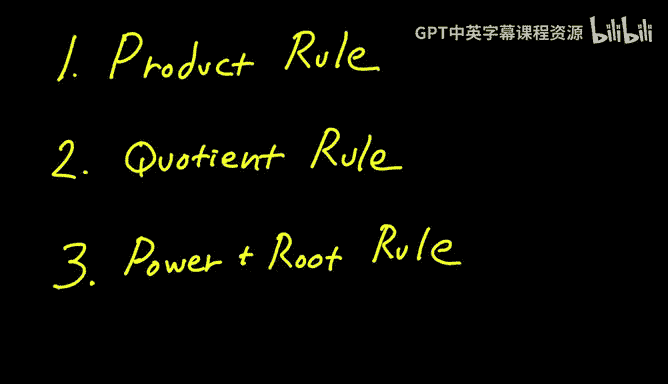 GPT中英字幕课程资源 bilibili
1. Product Rule
2. Quotient Rule
3. Power + Root Rule